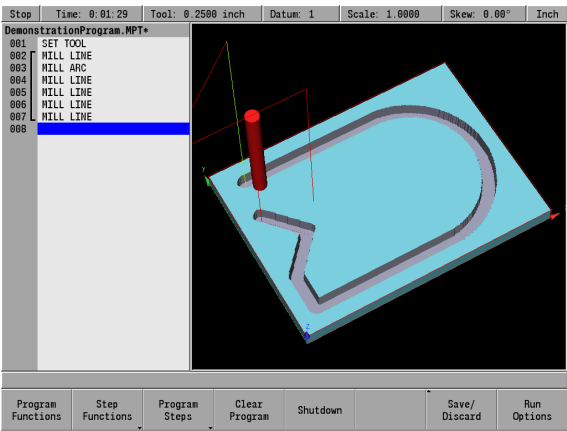 Stop Time: 0:01:29 Tool: 0.2500 inch Datum: 1 Scale: 1.0000 Skew: 0.00° Inch
DemonstrationProgram.MPT*
001 SET TOOL
002 MILL LINE
003 MILL ARC
004 MILL LINE
005 MILL LINE
006 MILL LINE
007 MILL LINE
008
Y
Z
Program Functions
Step Functions
Program Steps
Clear Program
Shutdown
Save/ Discard
Run Options